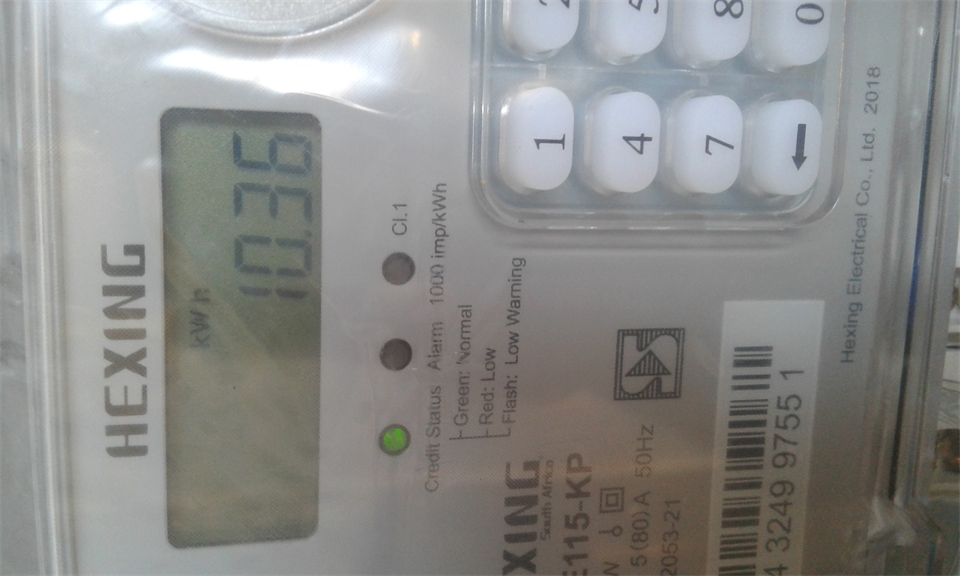 HEXING
kWh
10.36
Cl.1
Credit Status Alarm 1000 imp/kWh
Green: Normal
Red: Low
Flash: Low Warning
XING
South Africa
E115-KP
W
5(80)A 50Hz
2053-21
4 3249 9755 1
Hexing Electrical Co., Ltd. 2018
2 5 8 0
1 4 7 ←